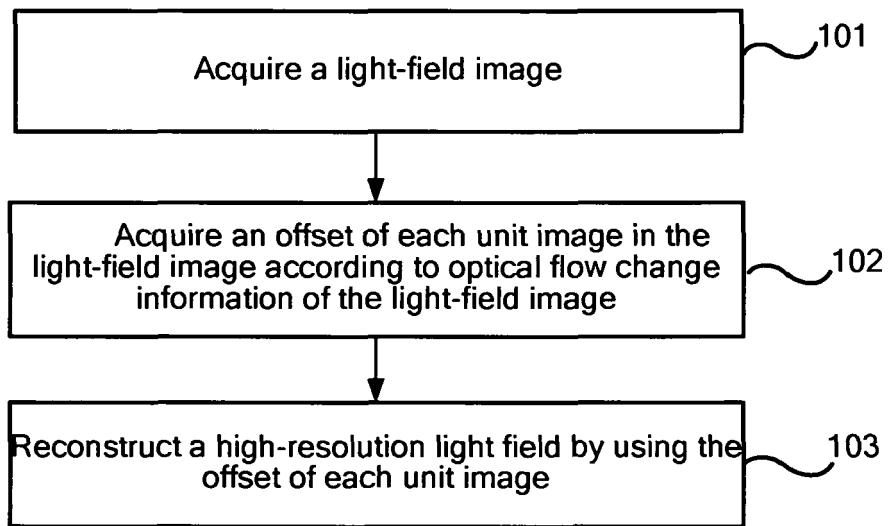 Acquire a light-field image
101
Acquire an offset of each unit image in the
light-field image according to optical flow change
information of the light-field image
102
Reconstruct a high-resolution light field by using the
offset of each unit image
103